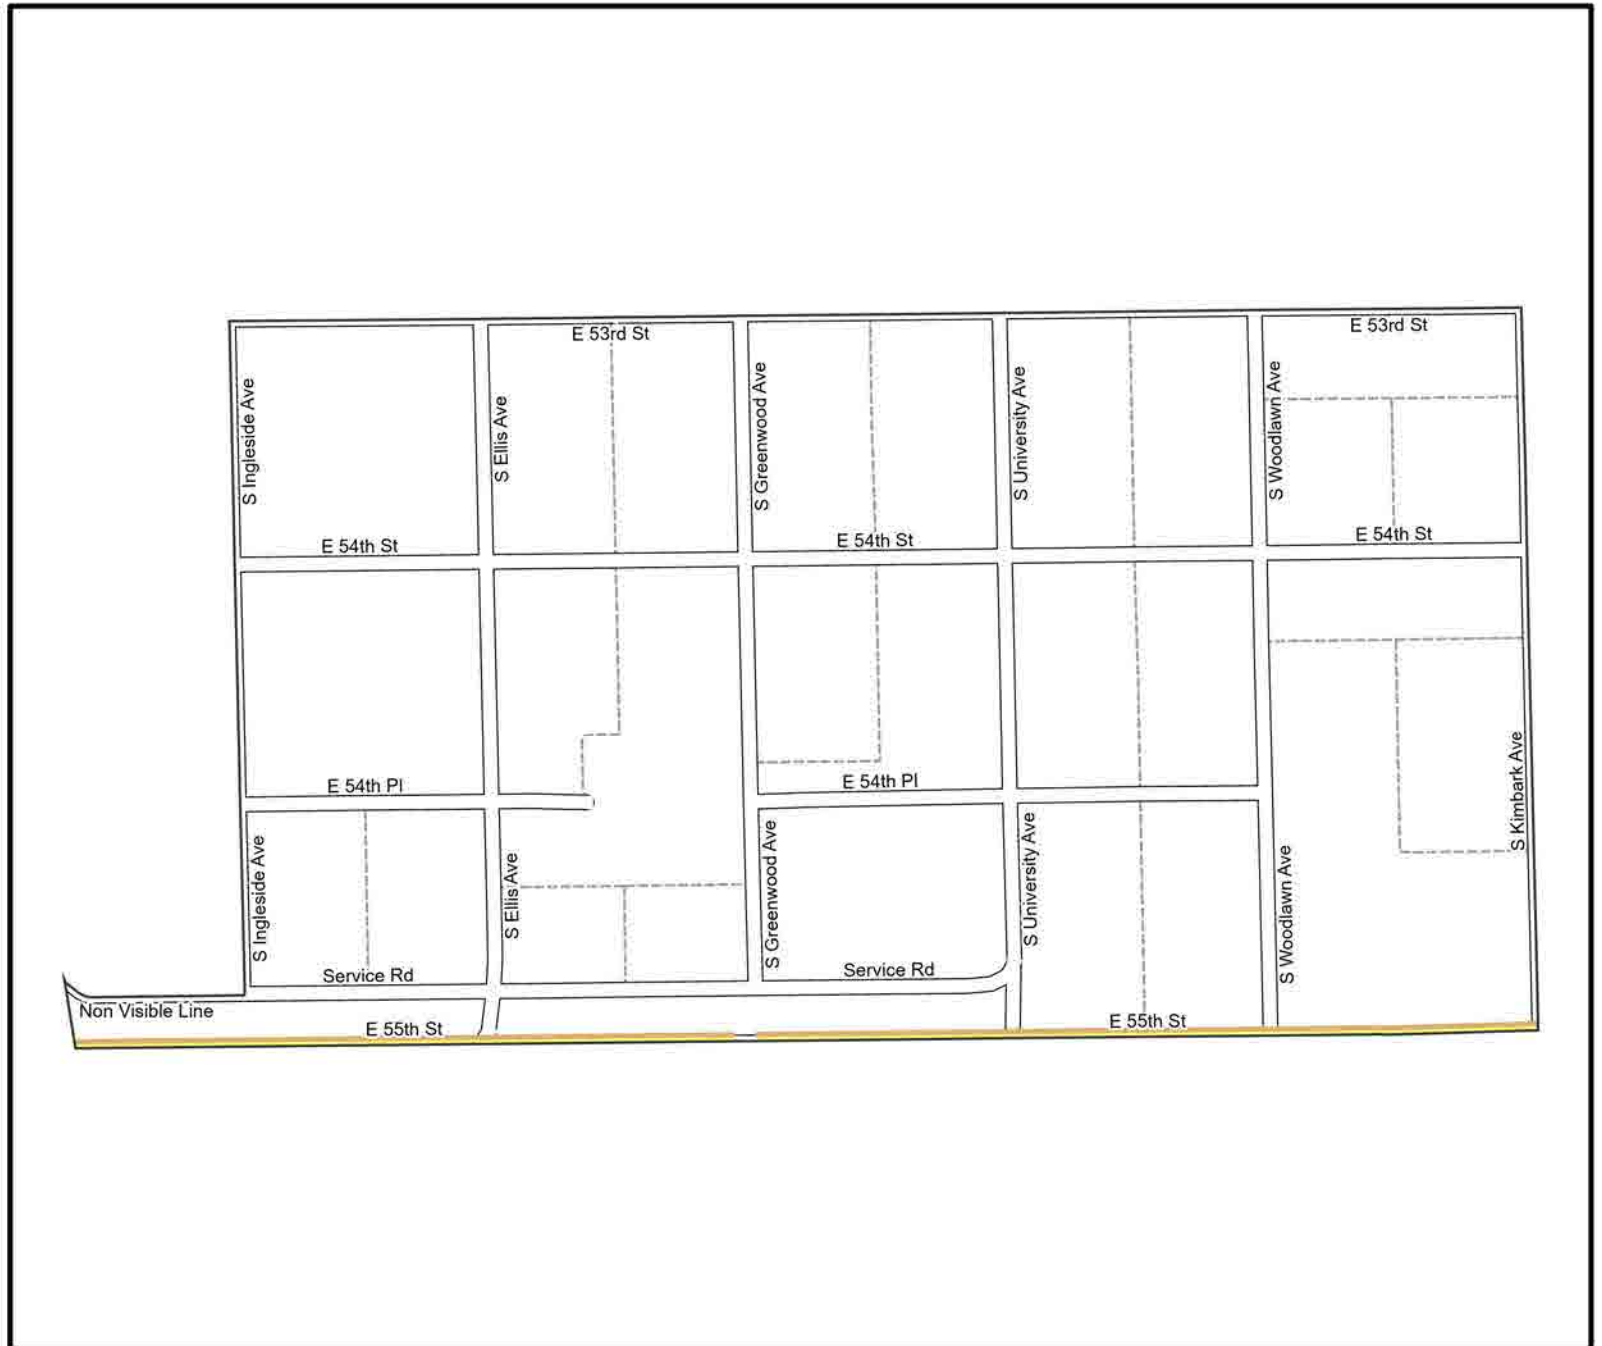 E 53rd St
E 53rd St
S Ingleside Ave
S Ellis Ave
S Greenwood Ave
S University Ave
S Woodlawn Ave
E 54th St
E 54th St
E 54th St
E 54th Pl
E 54th Pl
S Kimbark Ave
S Ingleside Ave
S Ellis Ave
S Greenwood Ave
S University Ave
S Woodlawn Ave
Service Rd
Service Rd
Non Visible Line
E 55th St
E 55th St